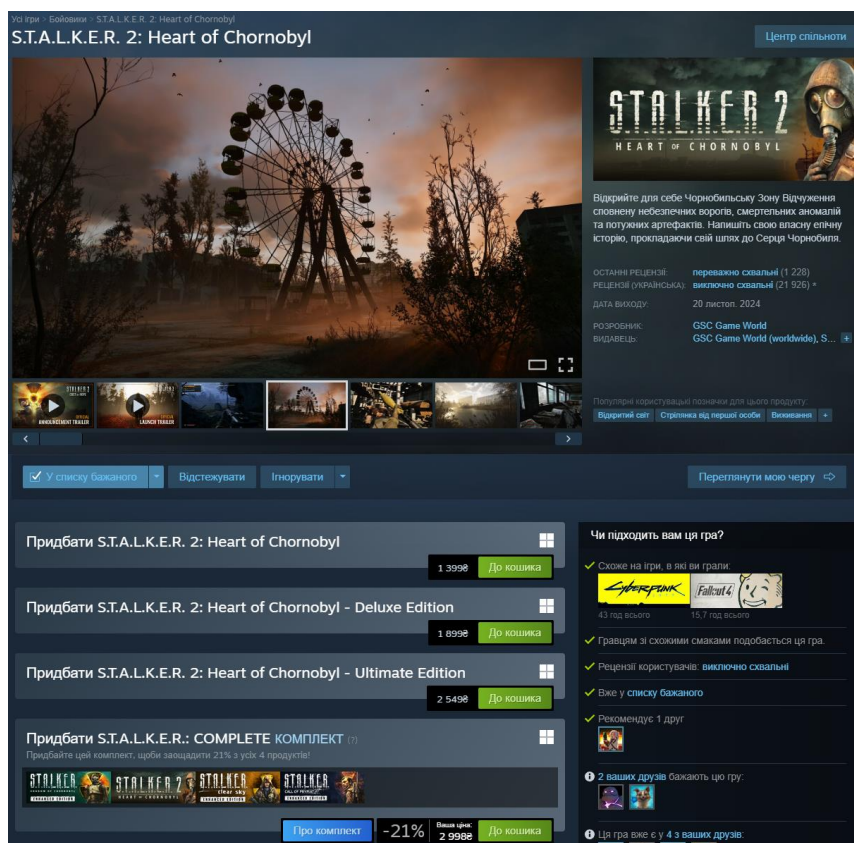 Усі ігри > Бойовики > S.T.A.L.K.E.R. 2: Heart of Chornobyl
S.T.A.L.K.E.R. 2: Heart of Chornobyl
Центр спільноти
S.T.A.L.K.E.R. 2
HEART OF CHORNOBYL
Відкрийте для себе Чорнобильську Зону Відчуження
сповнену небезпечних ворогів, смертельних аномалій
та потужних артефактів. Напишіть свою власну епічну
історію, прокладаючи свій шлях до Серця Чорнобиля.
ОСТАННІ РЕЦЕНЗІЇ: переважно схвальні (1 228)
РЕЦЕНЗІЇ (УКРАЇНСЬКА): виключно схвальні (21 926) *
ДАТА ВИХОДУ: 20 листоп. 2024
РОЗРОБНИК: GSC Game World
ВИДАВЕЦЬ: GSC Game World (worldwide), S... +
Популярні користувацькі позначки для цього продукту:
Відкритий світ Стрілянка від першої особи Виживання +
ANNOUNCEMENT TRAILER
LAUNCH TRAILER
У списку бажаного
Відстежувати
Ігнорувати
Переглянути мою чергу
Придбати S.T.A.L.K.E.R. 2: Heart of Chornobyl
1 399₴ До кошика
Придбати S.T.A.L.K.E.R. 2: Heart of Chornobyl - Deluxe Edition
1 899₴ До кошика
Придбати S.T.A.L.K.E.R. 2: Heart of Chornobyl - Ultimate Edition
2 549₴ До кошика
Придбати S.T.A.L.K.E.R.: COMPLETE КОМПЛЕКТ (?)
Придбайте цей комплект, щоби заощадити 21% з усіх 4 продуктів!
S.T.A.L.K.E.R. S.T.A.L.K.E.R. 2 S.T.A.L.K.E.R. clear sky S.T.A.L.K.E.R.
Про комплект -21% Ваша ціна: 2 998₴ До кошика
Чи підходить вам ця гра?
Схоже на ігри, в які ви грали:
CYBERPUNK Fallout 4
43 год всього 15,7 год всього
Гравцям зі схожими смаками подобається ця гра.
Рецензії користувачів: виключно схвальні
Вже у списку бажаного
Рекомендує 1 друг
2 ваших друзів бажають цю гру:
Ця гра вже є у 4 з ваших друзів: